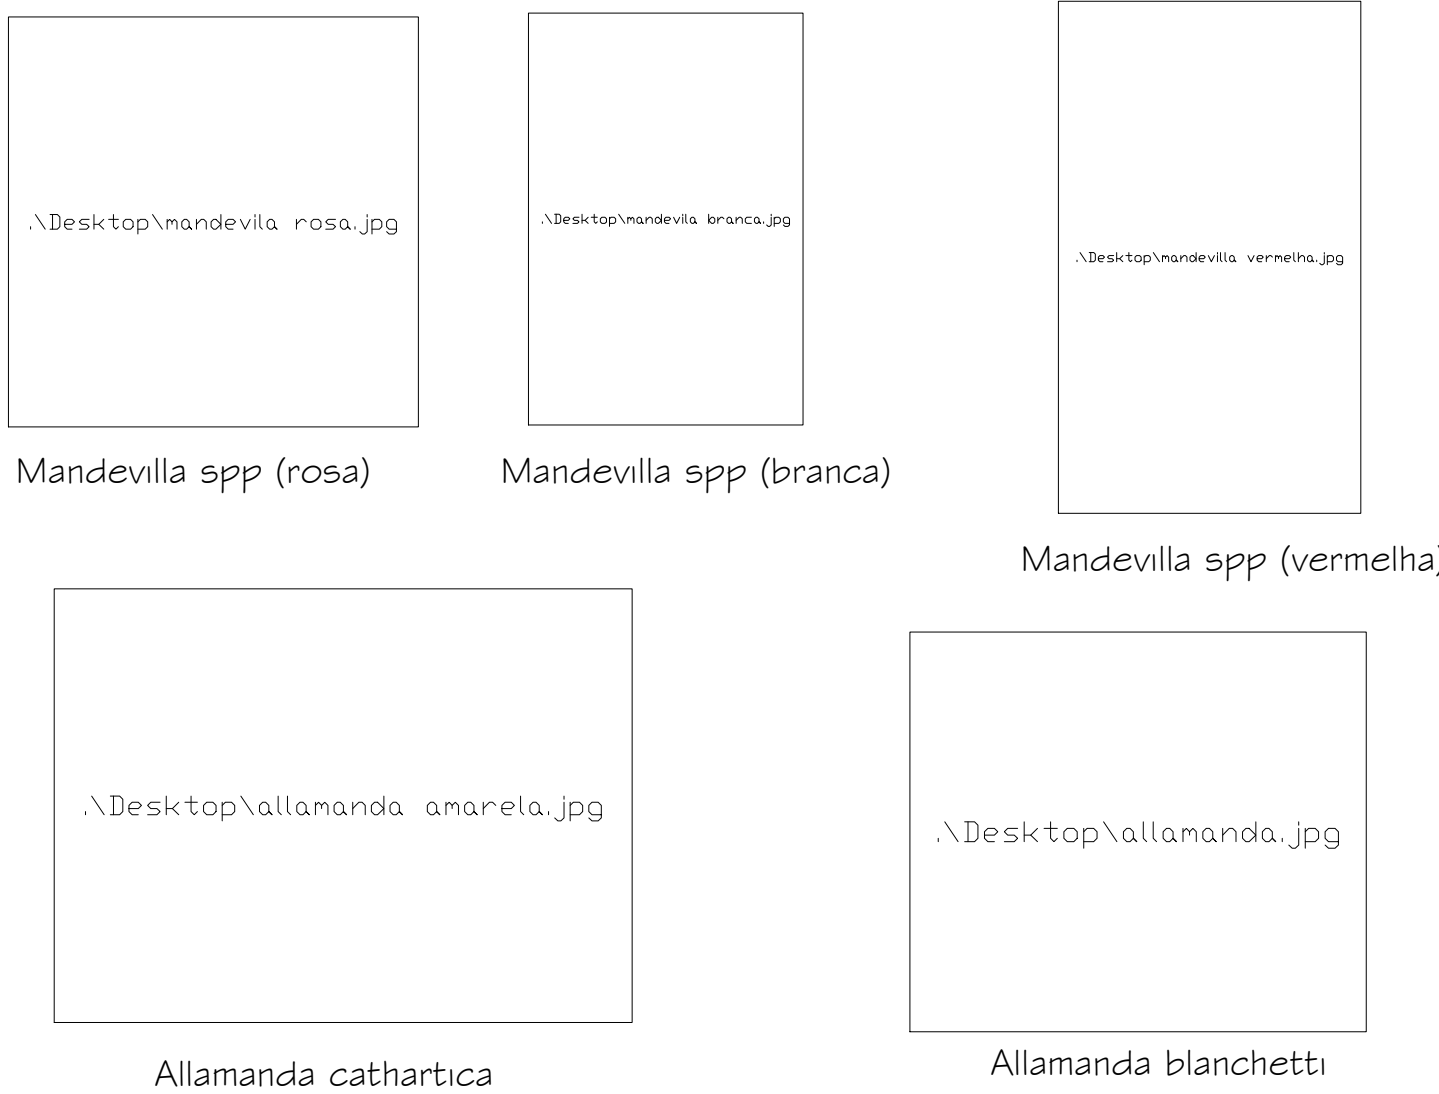 .\Desktop\mandevila rosa.jpg
.\Desktop\mandevila branca.jpg
.\Desktop\mandevilla vermelha.jpg
Mandevilla spp (rosa)
Mandevilla spp (branca)
Mandevilla spp (vermelha)
.\Desktop\allamanda amarela.jpg
.\Desktop\allamanda.jpg
Allamanda cathartica
Allamanda blanchetti